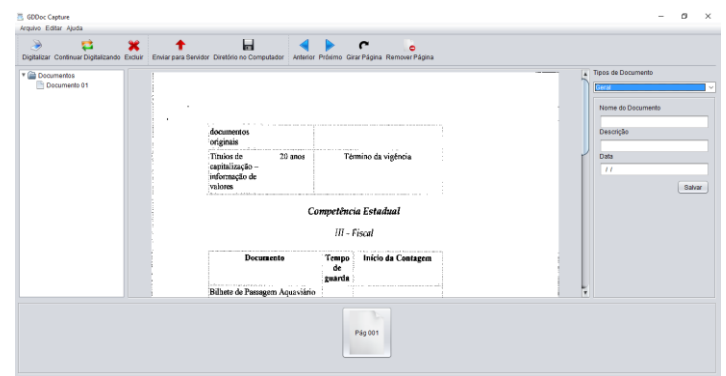 GDDoc Capture
Arquivo Editar Ajuda
Digitalizar Continuar Digitalizando Excluir Enviar para Servidor Diretório no Computador Anterior Próximo Girar Página Remover Página
Documentos
Documento 01
documentos
originais
Títulos de 20 anos Término da vigência
capitalização –
informação de
valores
Competência Estadual
III - Fiscal
Documento Tempo Início da Contagem
de
guarda
Bilhete de Passagem Aquaviário
Tipos de Documento
Geral
Nome do Documento
Descrição
Data
/ /
Salvar
Pág 001